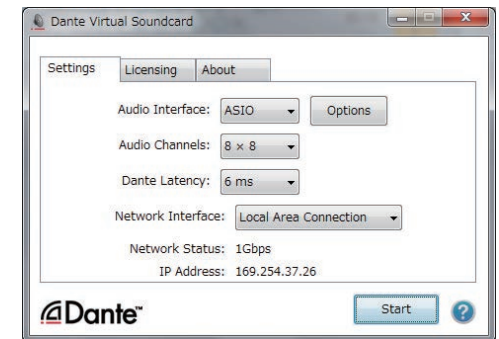 Dante Virtual Soundcard
Settings Licensing About
Audio Interface: ASIO Options
Audio Channels: 8 × 8
Dante Latency: 6 ms
Network Interface: Local Area Connection
Network Status: 1Gbps
IP Address: 169.254.37.26
Dante™ Start ?